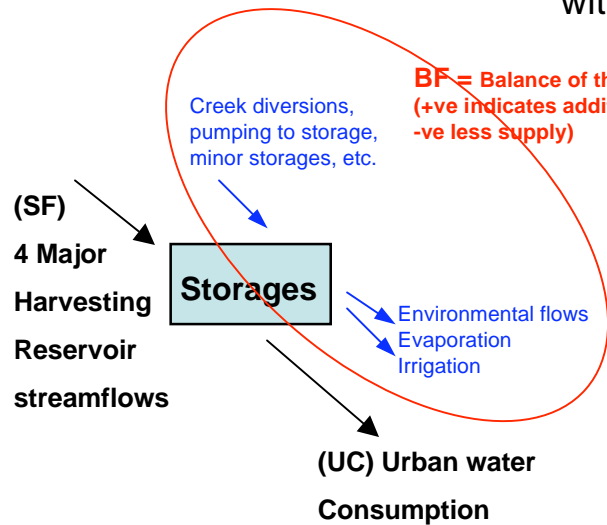 wit
BF = Balance of th
(+ve indicates addi
-ve less supply)
Creek diversions,
pumping to storage,
minor storages, etc.
(SF)
4 Major
Harvesting
Reservoir
streamflows
Storages
Environmental flows
Evaporation
Irrigation
(UC) Urban water
Consumption